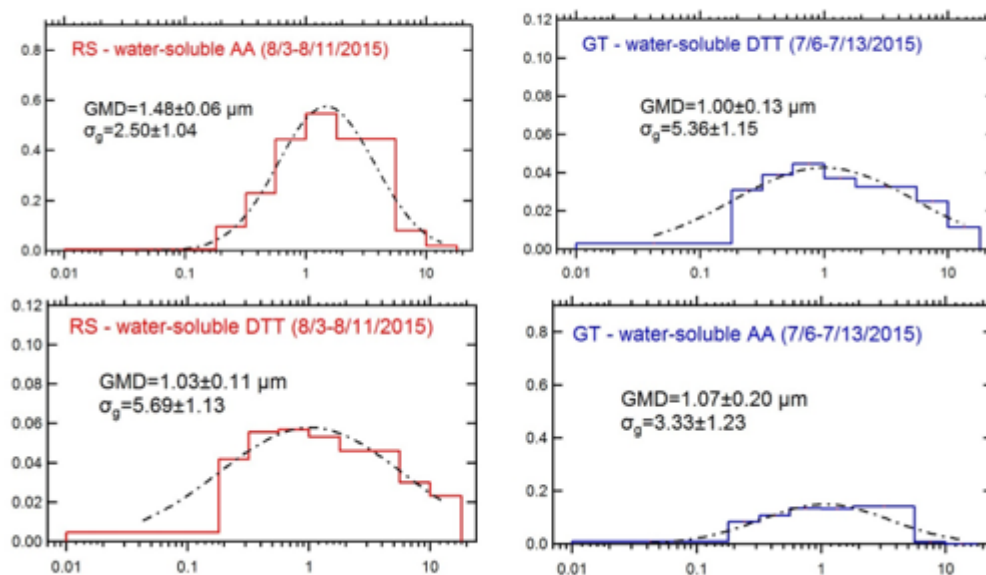 RS - water-soluble AA (8/3-8/11/2015)
GMD=1.48±0.06 µm
σg=2.50±1.04
0.8
0.6
0.4
0.2
0.0
0.01 0.1 1 10
0.12
GT - water-soluble DTT (7/6-7/13/2015)
0.10
0.08
GMD=1.00±0.13 µm
σg=5.36±1.15
0.06
0.04
0.02
0.00
0.01 0.1 1 10
0.12
RS - water-soluble DTT (8/3-8/11/2015)
0.10
0.08
GMD=1.03±0.11 µm
σg=5.69±1.13
0.06
0.04
0.02
0.00
0.01 0.1 1 10
GT - water-soluble AA (7/6-7/13/2015)
0.8
0.6
GMD=1.07±0.20 µm
σg=3.33±1.23
0.4
0.2
0.0
0.01 0.1 1 10